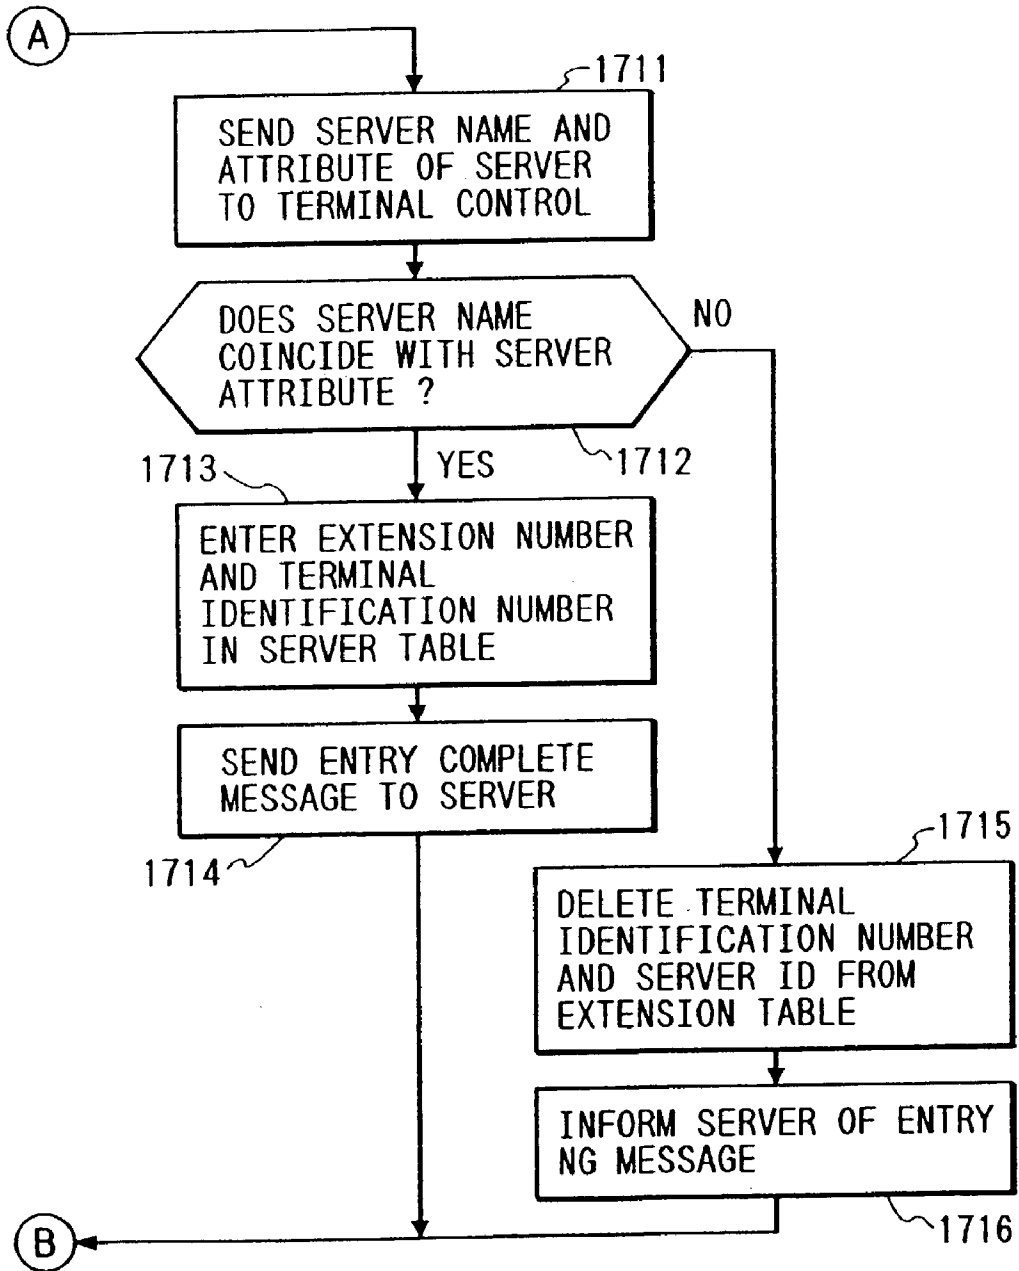 A
1711
SEND SERVER NAME AND
ATTRIBUTE OF SERVER
TO TERMINAL CONTROL
DOES SERVER NAME
COINCIDE WITH SERVER
ATTRIBUTE ?
NO
1712
YES
1713
ENTER EXTENSION NUMBER
AND TERMINAL
IDENTIFICATION NUMBER
IN SERVER TABLE
SEND ENTRY COMPLETE
MESSAGE TO SERVER
1714
1715
DELETE TERMINAL
IDENTIFICATION NUMBER
AND SERVER ID FROM
EXTENSION TABLE
INFORM SERVER OF ENTRY
NG MESSAGE
1716
B